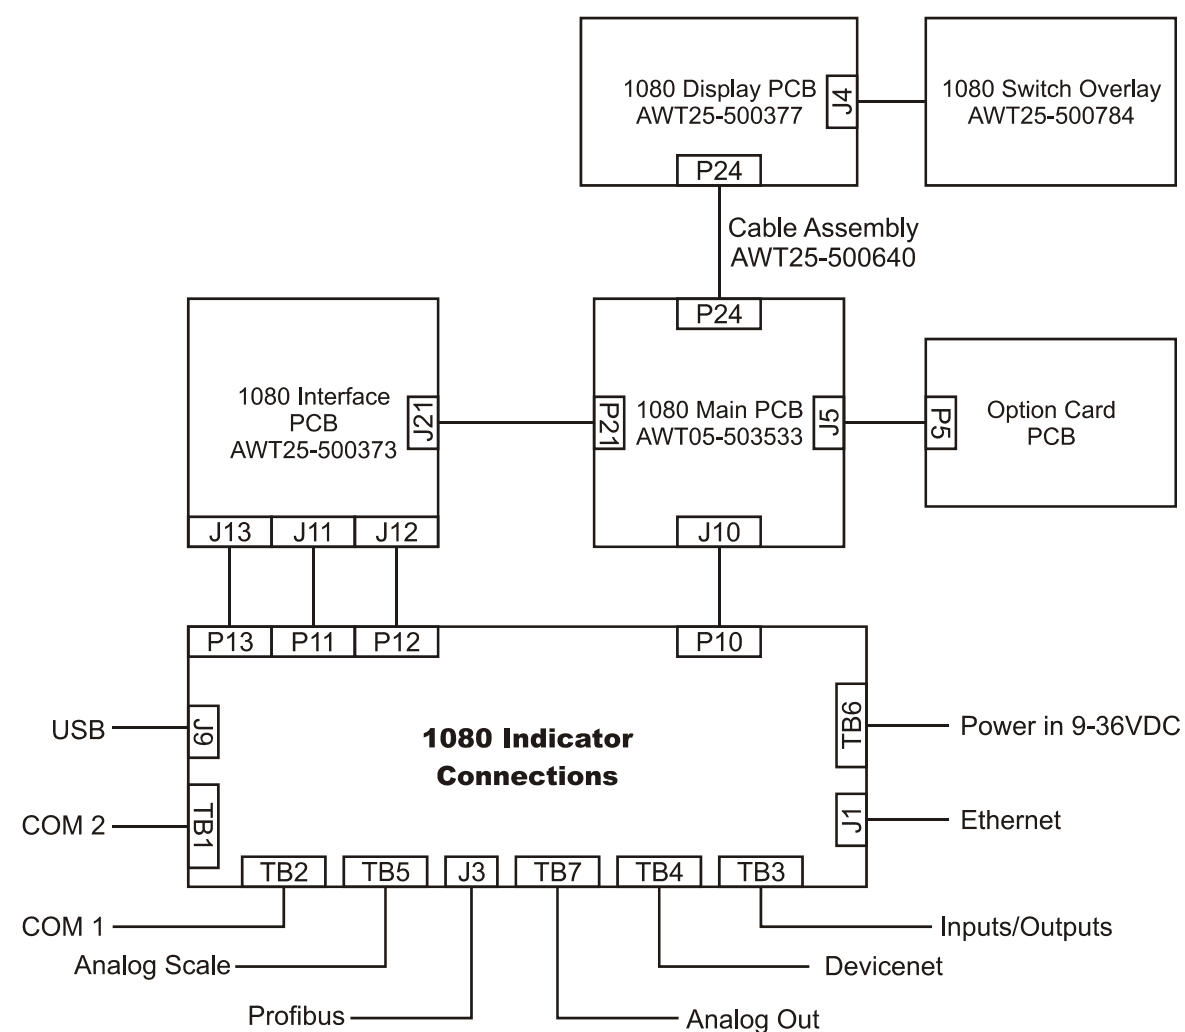 1080 Display PCB
AWT25-500377
J4
P24
1080 Switch Overlay
AWT25-500784
Cable Assembly
AWT25-500640
1080 Interface
PCB
AWT25-500373
J21
J13
J11
J12
P24
P21
1080 Main PCB
AWT05-503533
J5
J10
P5
Option Card
PCB
P13
P11
P12
P10
USB
J9
COM 2
TB1
1080 Indicator
Connections
TB6
Power in 9-36VDC
J1
Ethernet
TB2
TB5
J3
TB7
TB4
TB3
COM 1
Analog Scale
Profibus
Inputs/Outputs
Devicenet
Analog Out